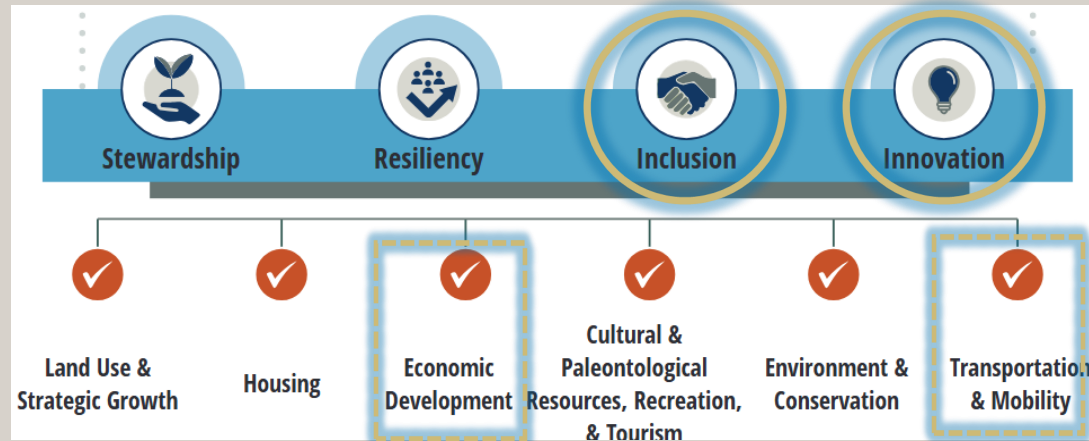 Stewardship
Resiliency
Inclusion
Innovation
Land Use &
Strategic Growth
Housing
Economic
Development
Cultural &
Paleontological
Resources, Recreation,
& Tourism
Environment &
Conservation
Transportation
& Mobility